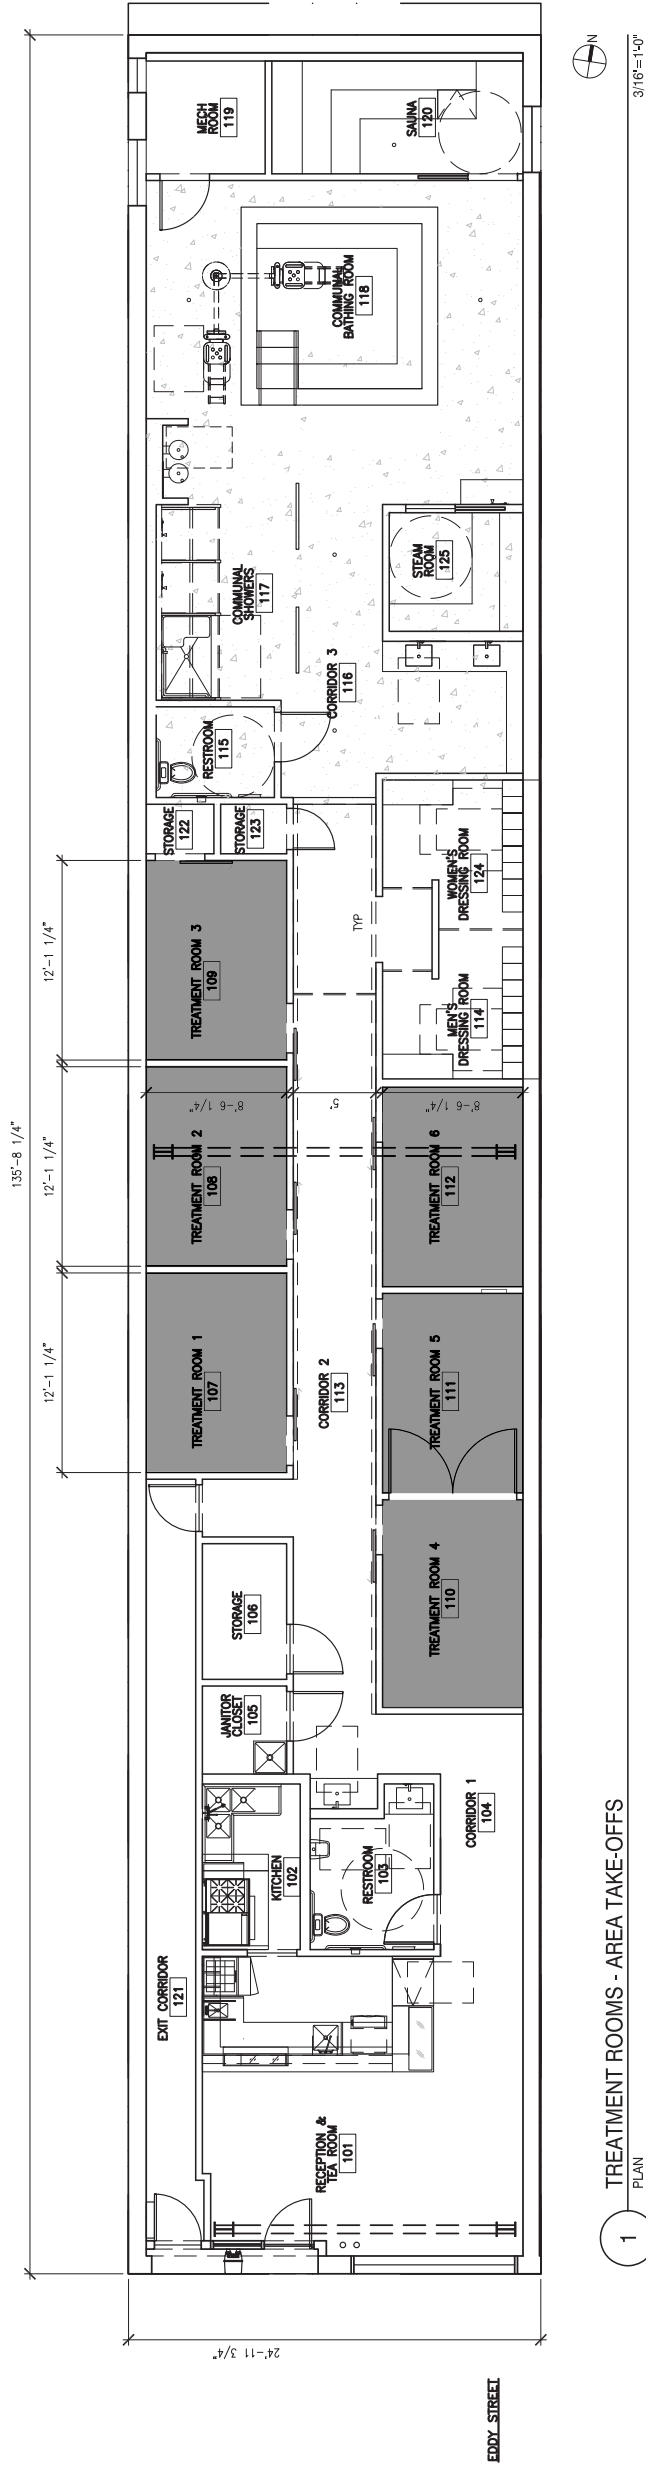 135'-8 1/4"
12'-1 1/4"
12'-1 1/4"
12'-1 1/4"
24'-11 3/4"
EDDY STREET
EXIT CORRIDOR
121
RECEPTION &
TEA ROOM
101
KITCHEN
102
RESTROOM
103
CORRIDOR 1
104
JANITOR
CLOSET
105
STORAGE
106
TREATMENT ROOM 1
107
TREATMENT ROOM 2
108
TREATMENT ROOM 3
109
TREATMENT ROOM 4
110
TREATMENT ROOM 5
111
TREATMENT ROOM 6
112
CORRIDOR 2
113
8'-6 1/4"
5'
8'-6 1/4"
TYP
MEN'S
DRESSING ROOM
114
WOMEN'S
DRESSING ROOM
124
STORAGE
122
STORAGE
123
RESTROOM
115
CORRIDOR 3
116
COMMUNAL
SHOWERS
117
STEAM
ROOM
125
COMMUNAL
BATHING ROOM
118
MECH
ROOM
119
SAUNA
120
N
1
TREATMENT ROOMS - AREA TAKE-OFFS
PLAN
3/16"=1'-0"